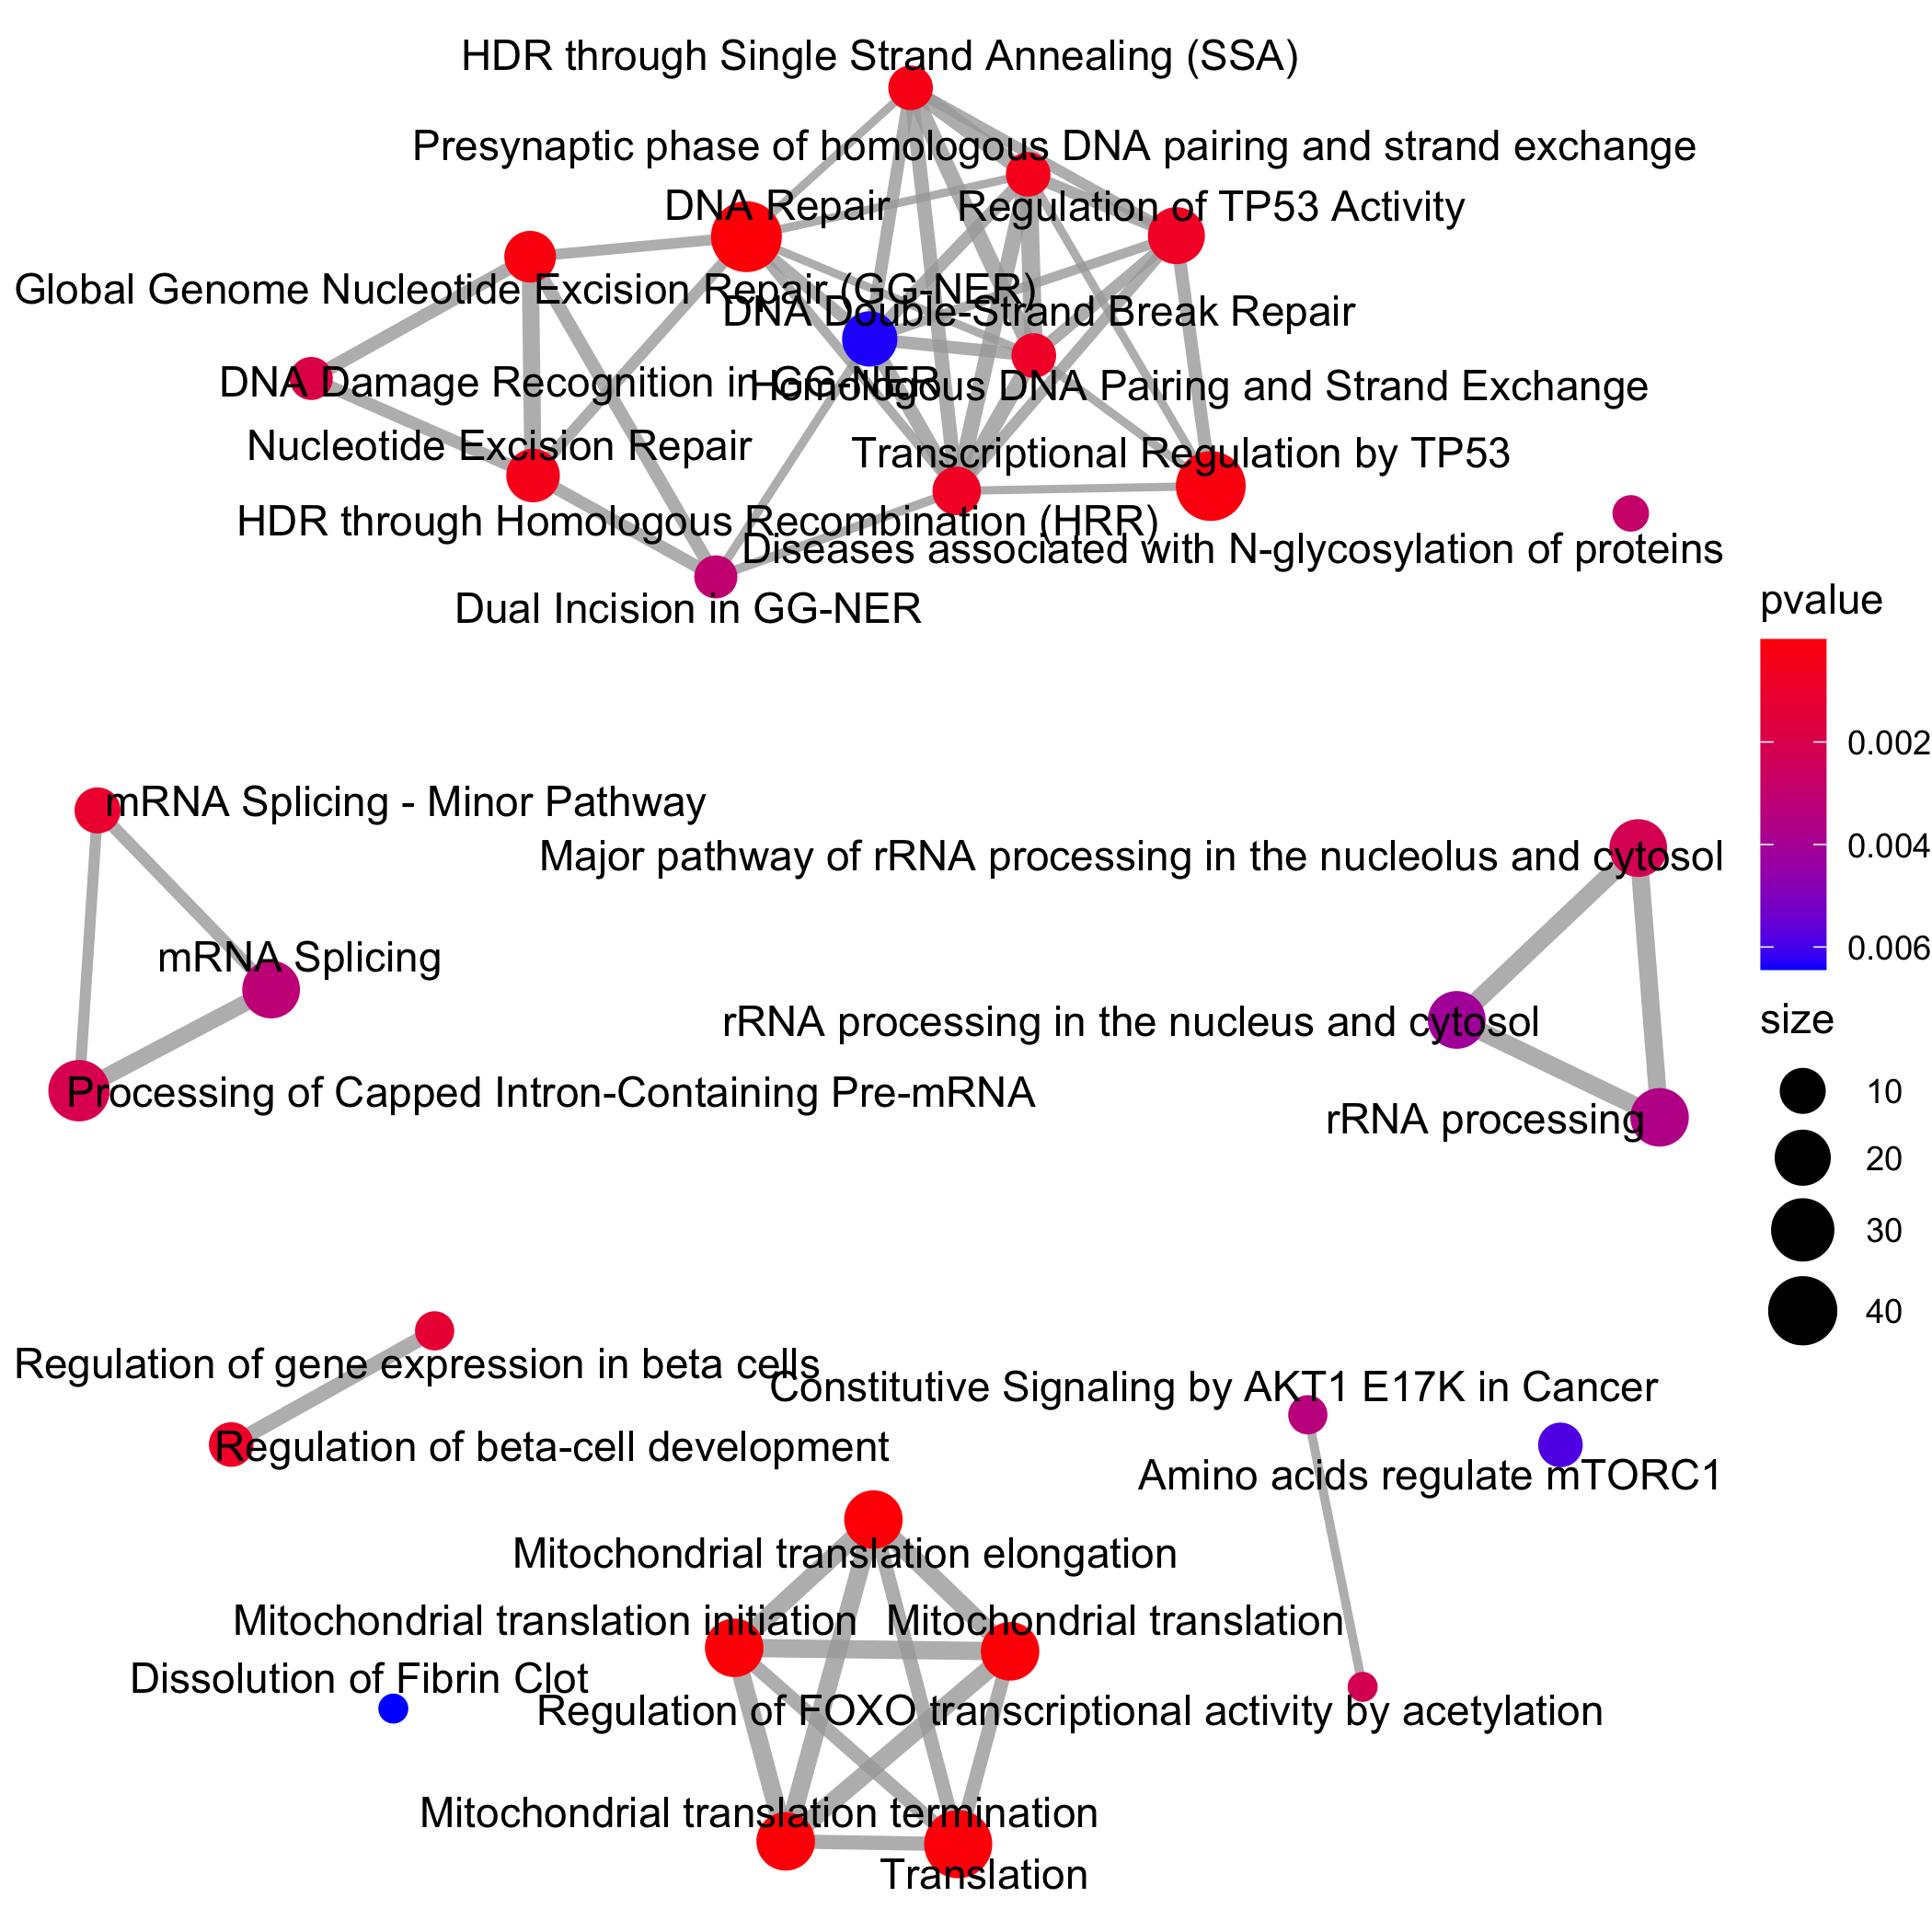 HDR through Single Strand Annealing (SSA)
Presynaptic phase of homologous DNA pairing and strand exchange
DNA Repair
Regulation of TP53 Activity
Global Genome Nucleotide Excision Repair (GG-NER)
DNA Double-Strand Break Repair
DNA Damage Recognition in GG-NER
Homologous DNA Pairing and Strand Exchange
Nucleotide Excision Repair
Transcriptional Regulation by TP53
HDR through Homologous Recombination (HRR)
Diseases associated with N-glycosylation of proteins
Dual Incision in GG-NER
pvalue
0.002
0.004
0.006
size
10
20
30
40
mRNA Splicing - Minor Pathway
Major pathway of rRNA processing in the nucleolus and cytosol
mRNA Splicing
rRNA processing in the nucleus and cytosol
Processing of Capped Intron-Containing Pre-mRNA
rRNA processing
Regulation of gene expression in beta cells
Constitutive Signaling by AKT1 E17K in Cancer
Regulation of beta-cell development
Amino acids regulate mTORC1
Mitochondrial translation elongation
Mitochondrial translation initiation
Mitochondrial translation
Dissolution of Fibrin Clot
Regulation of FOXO transcriptional activity by acetylation
Mitochondrial translation termination
Translation